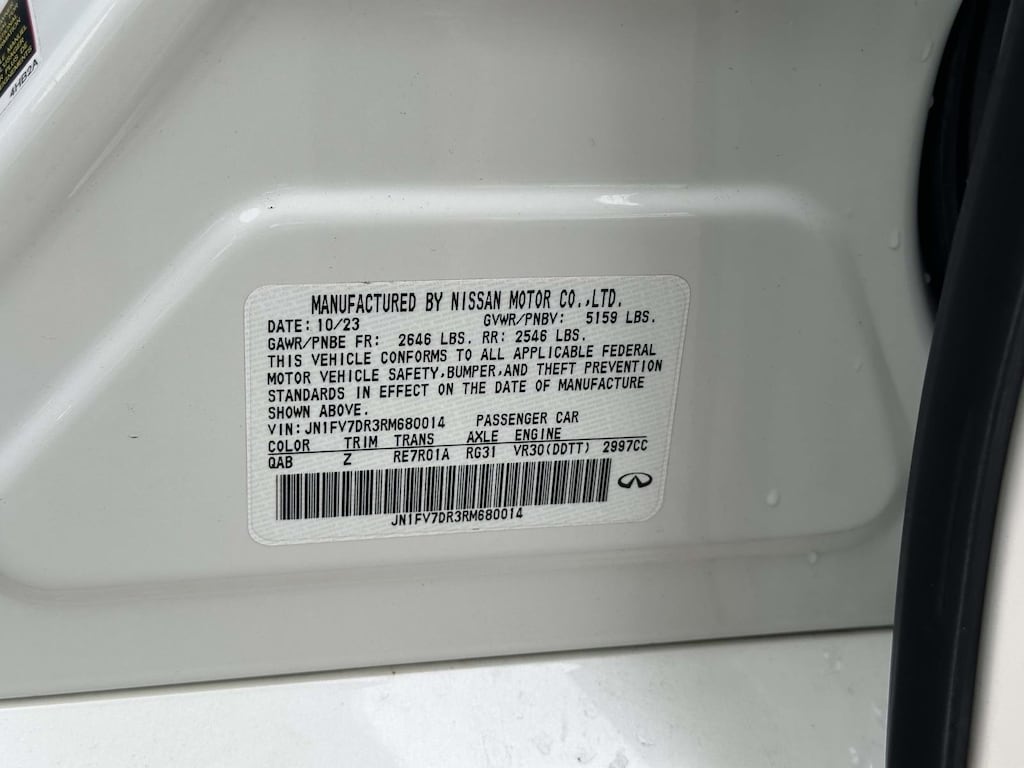 4HB2A
MANUFACTURED BY NISSAN MOTOR CO.,LTD.
DATE: 10/23 GVWR/PNBV: 5159 LBS.
GAWR/PNBE FR: 2646 LBS. RR: 2546 LBS.
THIS VEHICLE CONFORMS TO ALL APPLICABLE FEDERAL
MOTOR VEHICLE SAFETY,BUMPER,AND THEFT PREVENTION
STANDARDS IN EFFECT ON THE DATE OF MANUFACTURE
SHOWN ABOVE.
VIN:JN1FV7DR3RM680014 PASSENGER CAR
COLOR TRIM TRANS AXLE ENGINE
QAB Z RE7R01A RG31 VR30(DDTT) 2997CC
JN1FV7DR3RM680014